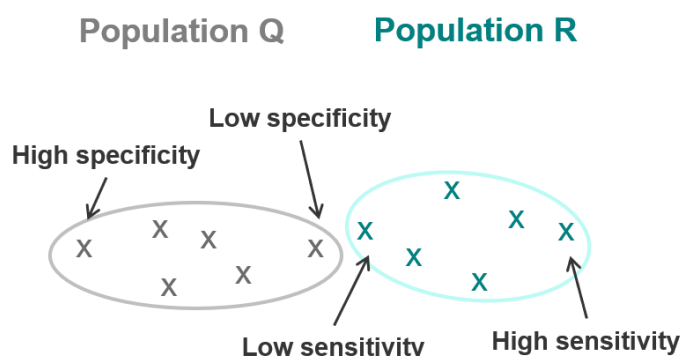 Population Q
Population R
Low specificity
High specificity
X
X
X
X
X
X
X
X
X
X
X
X
Low sensitivity
High sensitivity